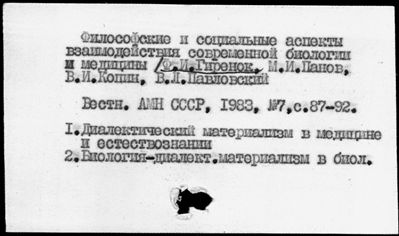 Философские и социальные аспекты
взаимодействия современной биологии
и медицины /Ф.И.Гиренок, М.И.Панов,
В.И.Копин, В.Л.Павловский
Вестн. АМН СССР, 1983, №7,с.87-92.
1.Диалектический материализм в медицине
и естествознании
2.Биология-диалект.материализм в биол.